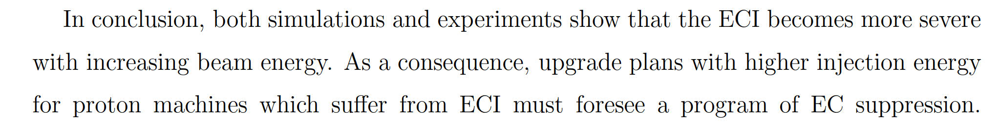 In conclusion, both simulations and experiments show that the ECI becomes more severe
with increasing beam energy. As a consequence, upgrade plans with higher injection energy
for proton machines which suffer from ECI must foresee a program of EC suppression.